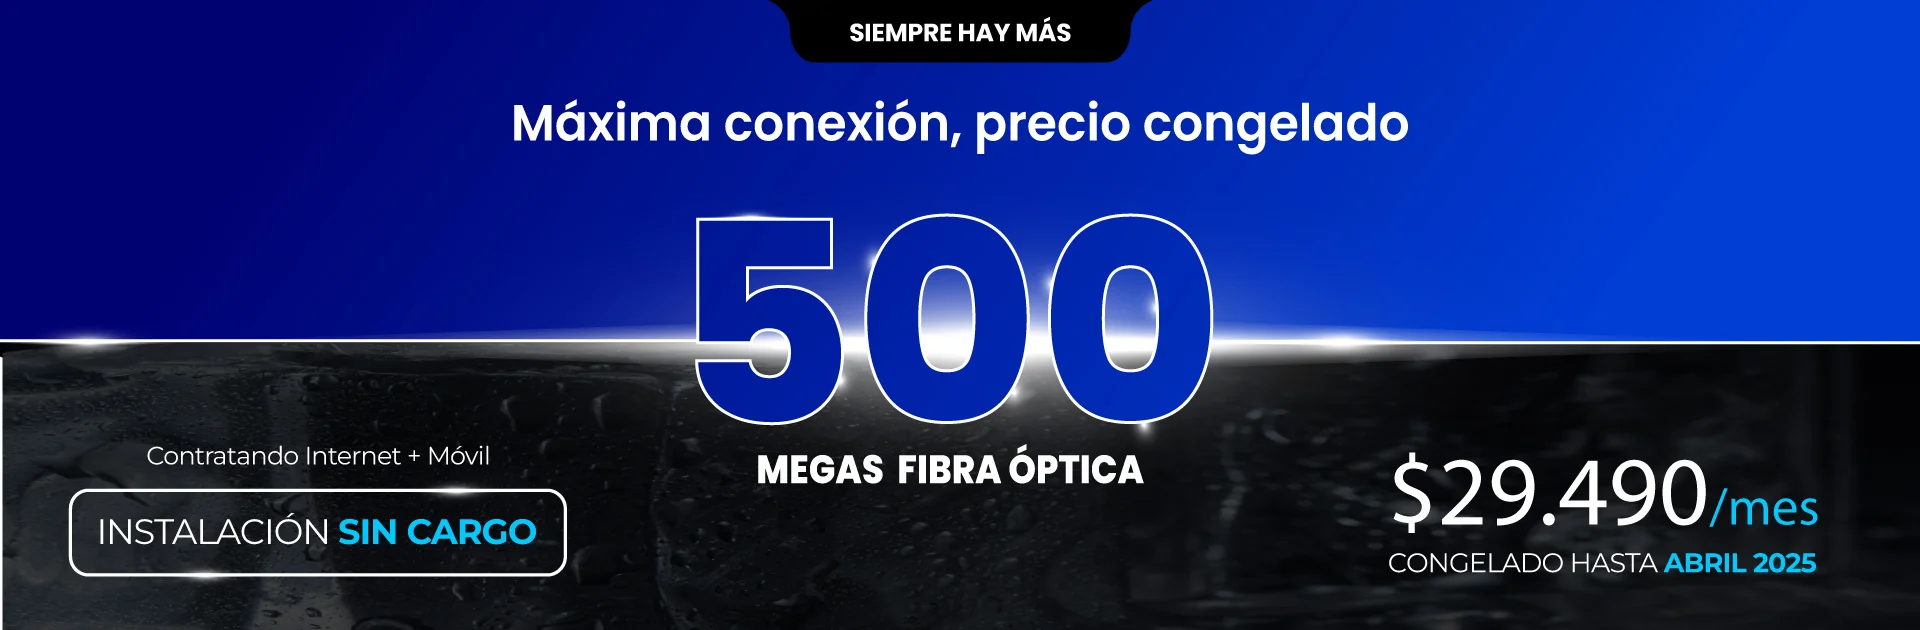 SIEMPRE HAY MÁS
Máxima conexión, precio congelado
500
MEGAS FIBRA ÓPTICA
Contratando Internet + Móvil
INSTALACIÓN SIN CARGO
$29.490/mes
CONGELADO HASTA ABRIL 2025